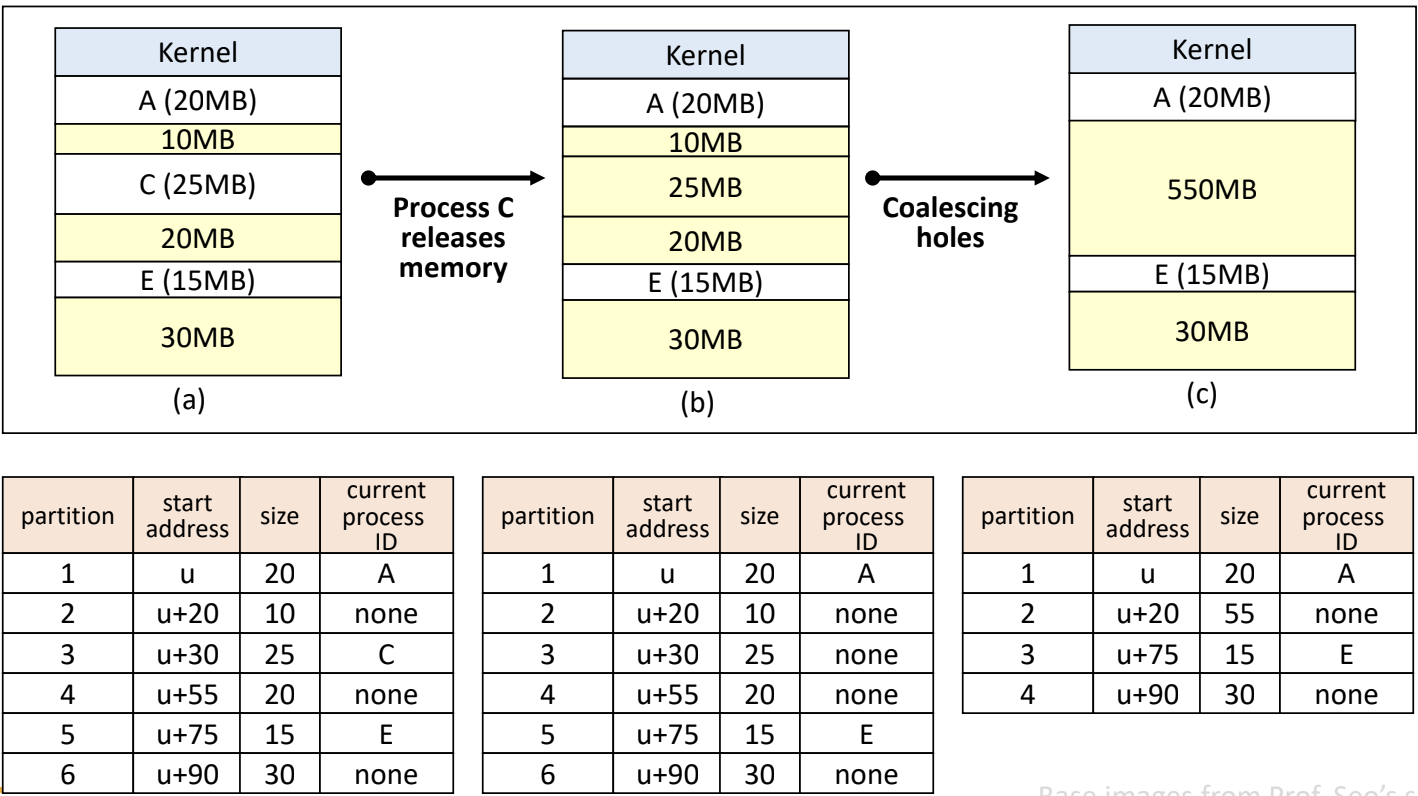 Kernel
A (20MB)
10MB
C (25MB)
20MB
E (15MB)
30MB
(a)
Process C
releases
memory
Kernel
A (20MB)
10MB
25MB
20MB
E (15MB)
30MB
(b)
Coalescing
holes
Kernel
A (20MB)
550MB
E (15MB)
30MB
(c)
partition start address size current process ID
1 u 20 A
2 u+20 10 none
3 u+30 25 C
4 u+55 20 none
5 u+75 15 E
6 u+90 30 none
partition start address size current process ID
1 u 20 A
2 u+20 10 none
3 u+30 25 none
4 u+55 20 none
5 u+75 15 E
6 u+90 30 none
partition start address size current process ID
1 u 20 A
2 u+20 55 none
3 u+75 15 E
4 u+90 30 none
Base images from Prof. Seo's